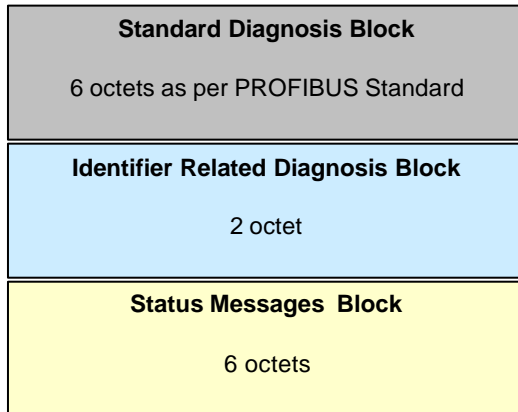 Standard Diagnosis Block
6 octets as per PROFIBUS Standard
Identifier Related Diagnosis Block
2 octet
Status Messages Block
6 octets